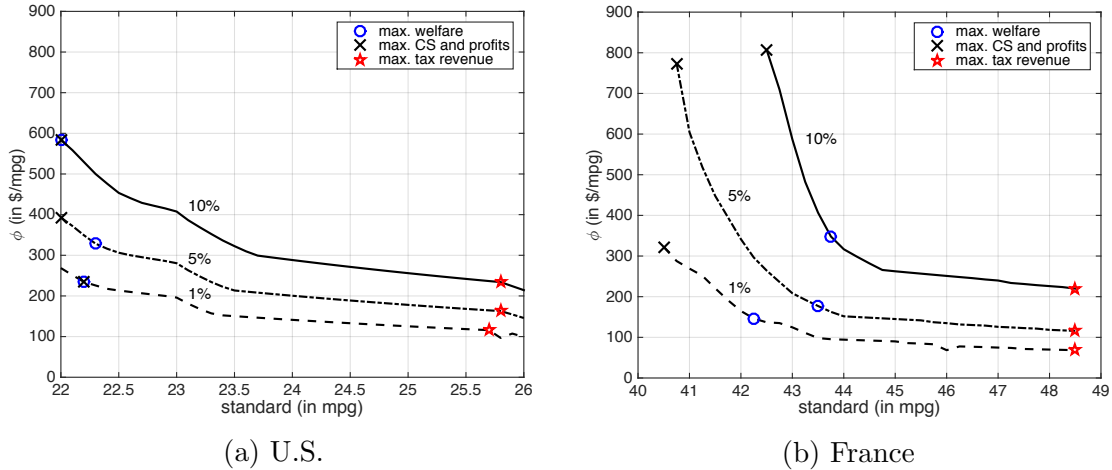 900
800
700
600
500
400
300
200
100
0
ϕ (in $/mpg)
max. welfare
max. CS and profits
max. tax revenue
10%
5%
1%
22 22.5 23 23.5 24 24.5 25 25.5 26
standard (in mpg)
(a) U.S.
900
800
700
600
500
400
300
200
100
0
ϕ (in $/mpg)
max. welfare
max. CS and profits
max. tax revenue
10%
5%
1%
40 41 42 43 44 45 46 47 48 49
standard (in mpg)
(b) France